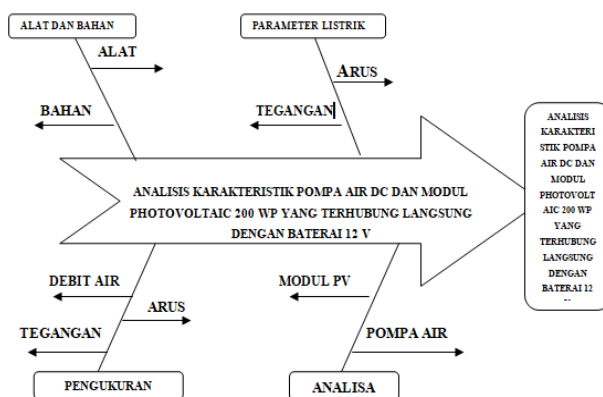 ALAT DAN BAHAN
PARAMETER LISTRIK
ALAT
ARUS
BAHAN
TEGANGAN
ANALISIS KARAKTERISTIK POMPA AIR DC DAN MODUL
PHOTOVOLTAIC 200 WP YANG TERHUBUNG LANGSUNG
DENGAN BATERAI 12 V
ANALISIS
KARAKTERI
STIK POMPA
AIR DC DAN
MODUL
PHOTOVOLT
AIC 200 WP
YANG
TERHUBUNG
LANGSUNG
DENGAN
BATERAI 12
DEBIT AIR
MODUL PV
ARUS
TEGANGAN
POMPA AIR
PENGUKURAN
ANALISA